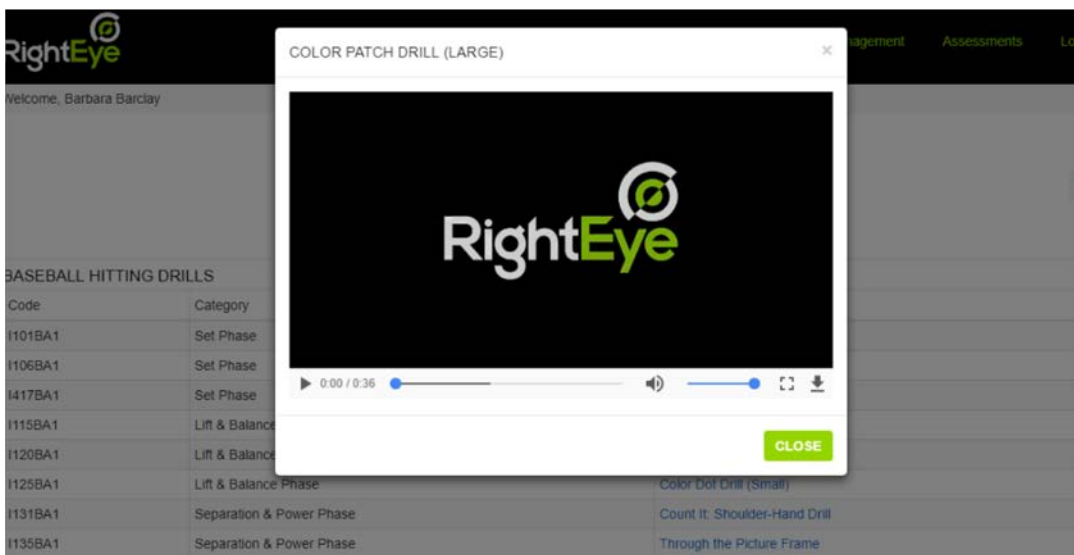 RightEye
COLOR PATCH DRILL (LARGE) ×
Assessments
Welcome, Barbara Barclay
RightEye
BASEBALL HITTING DRILLS
Code Category
I101BA1 Set Phase
I106BA1 Set Phase
0:00 / 0:36
I417BA1 Set Phase
I115BA1 Lift & Balance
CLOSE
I120BA1 Lift & Balance
I125BA1 Lift & Balance Phase Color Dot Drill (Small)
I131BA1 Separation & Power Phase Count It: Shoulder-Hand Drill
I135BA1 Separation & Power Phase Through the Picture Frame